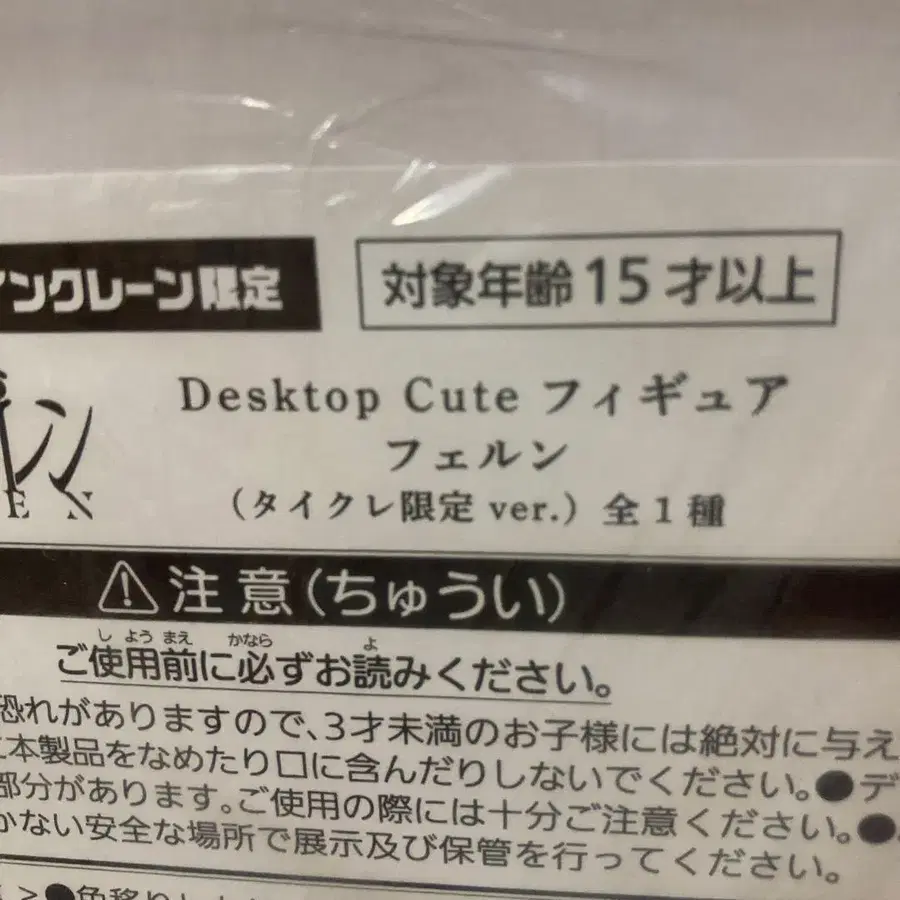 ンクレーン限定
対象年齢15才以上
レン
EN
Desktop Cute フィギュア
フェルン
(タイクレ限定 ver.) 全1種
⚠注意(ちゅうい)
しようまえ かなら よ
ご使用前に必ずお読みください。
恐れがありますので、3才未満のお子様には絶対に与え
本製品をなめたり口に含んだりしないでください。●デ
部分があります。ご使用の際には十分ご注意ください。●
かない安全な場所で展示及び保管を行ってください。
>●色移り